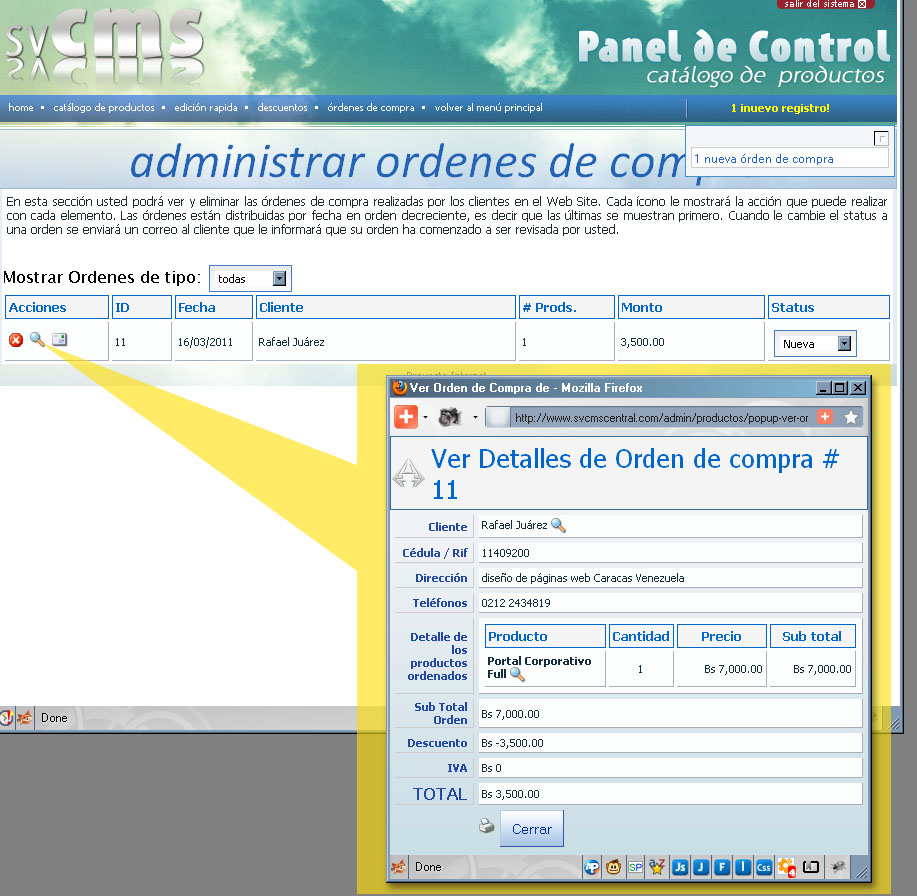 salir del sistema
svcms
Panel de Control
catálogo de productos
home • catálogo de productos • edición rapida • descuentos • órdenes de compra • volver al menú principal
1 inuevo registro!
administrar ordenes de com
1 nueva órden de compra
En esta sección usted podrá ver y eliminar las órdenes de compra realizadas por los clientes en el Web Site. Cada ícono le mostrará la acción que puede realizar
con cada elemento. Las órdenes están distribuidas por fecha en orden decreciente, es decir que las últimas se muestran primero. Cuando le cambie el status a
una orden se enviará un correo al cliente que le informará que su orden ha comenzado a ser revisada por usted.
Mostrar Ordenes de tipo: todas
Acciones ID Fecha Cliente # Prods. Monto Status
11 16/03/2011 Rafael Juárez 1 3,500.00 Nueva
Ver Orden de Compra de - Mozilla Firefox
http://www.svcmscentral.com/admin/productos/popup-ver-or
Ver Detalles de Orden de compra #
11
Cliente Rafael Juárez
Cédula / Rif 11409200
Dirección diseño de páginas web Caracas Venezuela
Teléfonos 0212 2434819
Detalle de
los
productos
ordenados
Producto Cantidad Precio Sub total
Portal Corporativo
Full
1 Bs 7,000.00 Bs 7,000.00
Sub Total
Orden
Bs 7,000.00
Descuento Bs -3,500.00
IVA Bs 0
TOTAL Bs 3,500.00
Cerrar
Done
Done
SP Js J F I Css